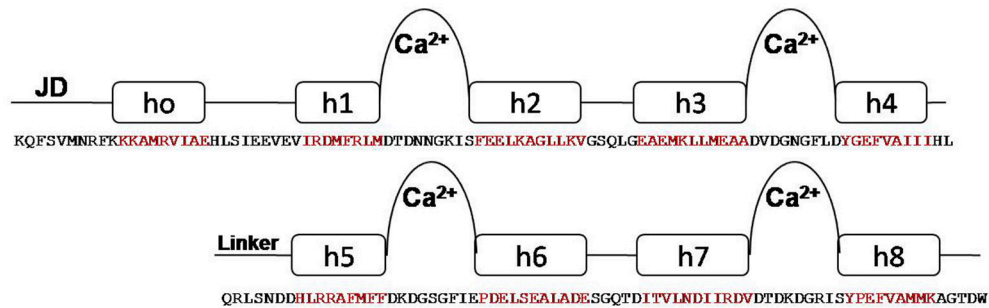 Ca2+ Ca2+
JD ho h1 h2 h3 h4
KQFSVMNRFKKKAMRVIAEHLSIEEVEVIRDMFRLMDTDNNGKISFEELKAGLLKVGSQLGEAEMKLLMEAADVDGNGFLDYGEFVAIIIHL
Ca2+ Ca2+
Linker h5 h6 h7 h8
QRLSNDDHLRRAFMFFDKDGSGFIEPDELSEALADESGQTDITVLNDIIRDVDTDKDGRISYPEFVAMMKAGTDW